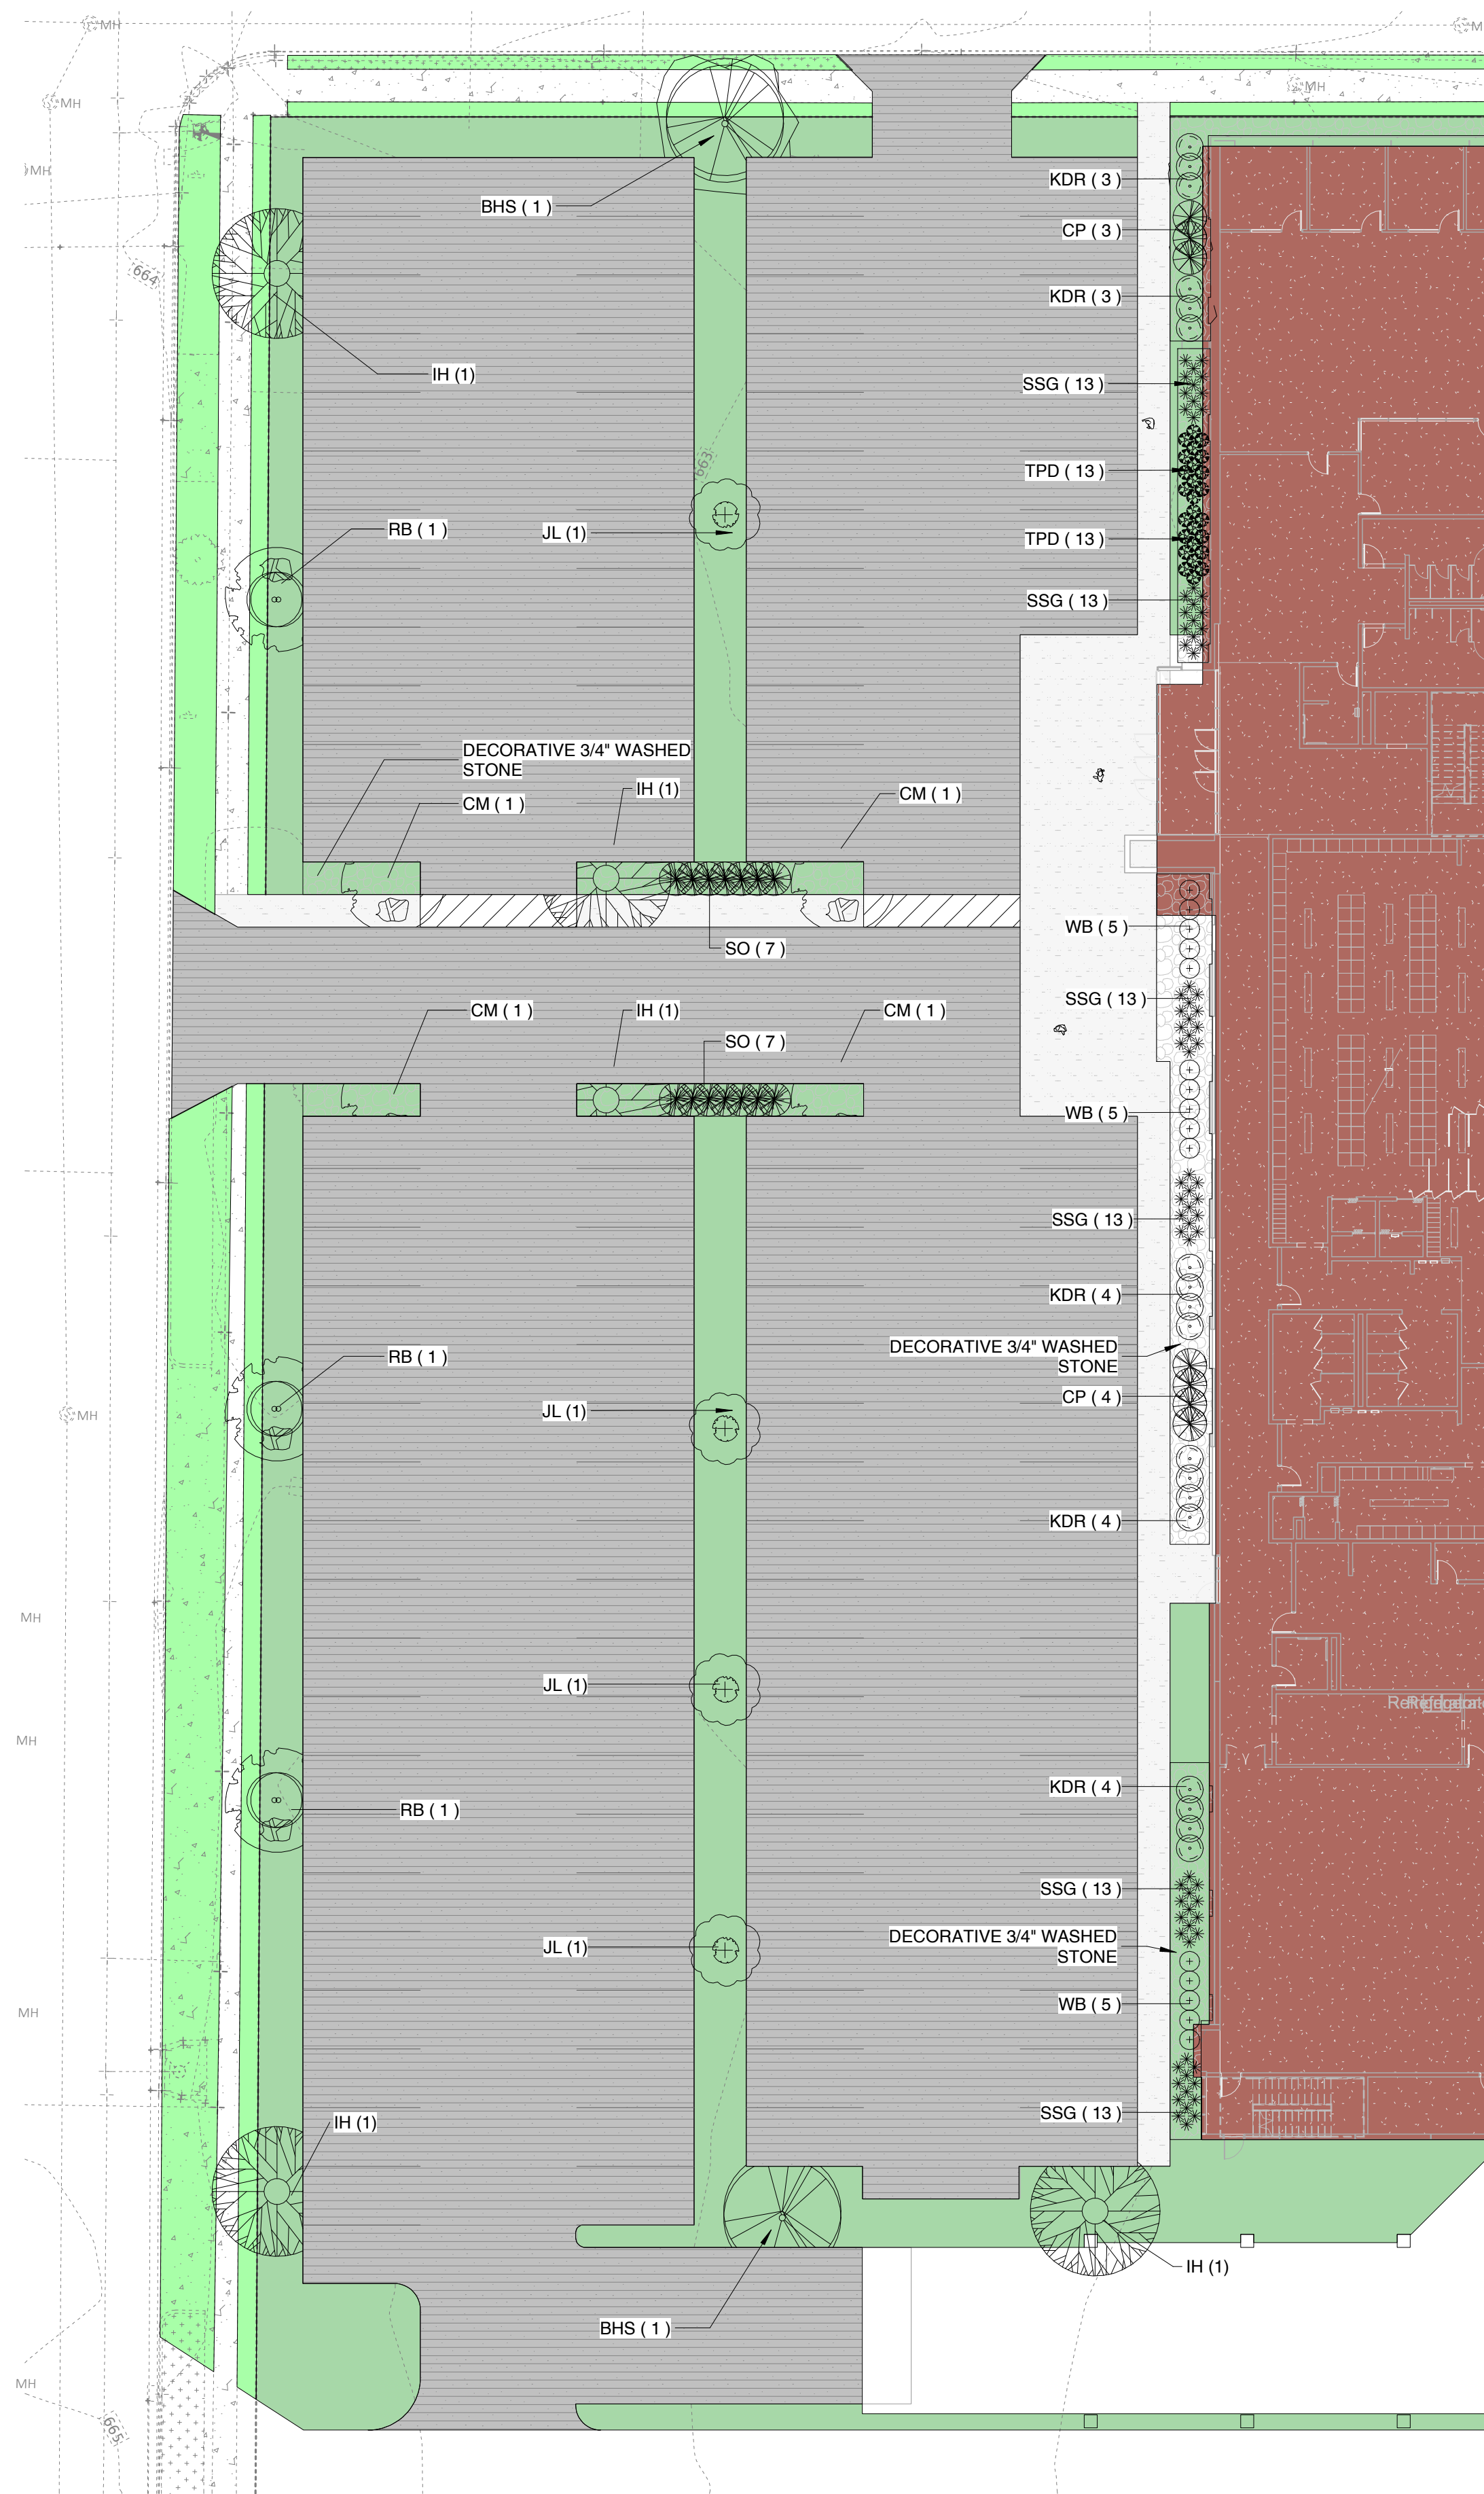 MH
MH
MH
MH
KDR ( 3 )
BHS ( 1 )
CP ( 3 )
664
KDR ( 3 )
IH (1)
SSG ( 13 )
663
TPD ( 13 )
RB ( 1 )
JL (1)
TPD ( 13 )
SSG ( 13 )
DECORATIVE 3/4" WASHED
STONE
IH (1)
CM ( 1 )
CM ( 1 )
WB ( 5 )
SO ( 7 )
SSG ( 13 )
CM ( 1 )
IH (1)
CM ( 1 )
SO ( 7 )
WB ( 5 )
SSG ( 13 )
KDR ( 4 )
DECORATIVE 3/4" WASHED
STONE
RB ( 1 )
CP ( 4 )
JL (1)
MH
KDR ( 4 )
MH
JL (1)
MH
KDR ( 4 )
RB ( 1 )
SSG ( 13 )
DECORATIVE 3/4" WASHED
STONE
JL (1)
WB ( 5 )
MH
SSG ( 13 )
IH (1)
IH (1)
BHS ( 1 )
MH
665